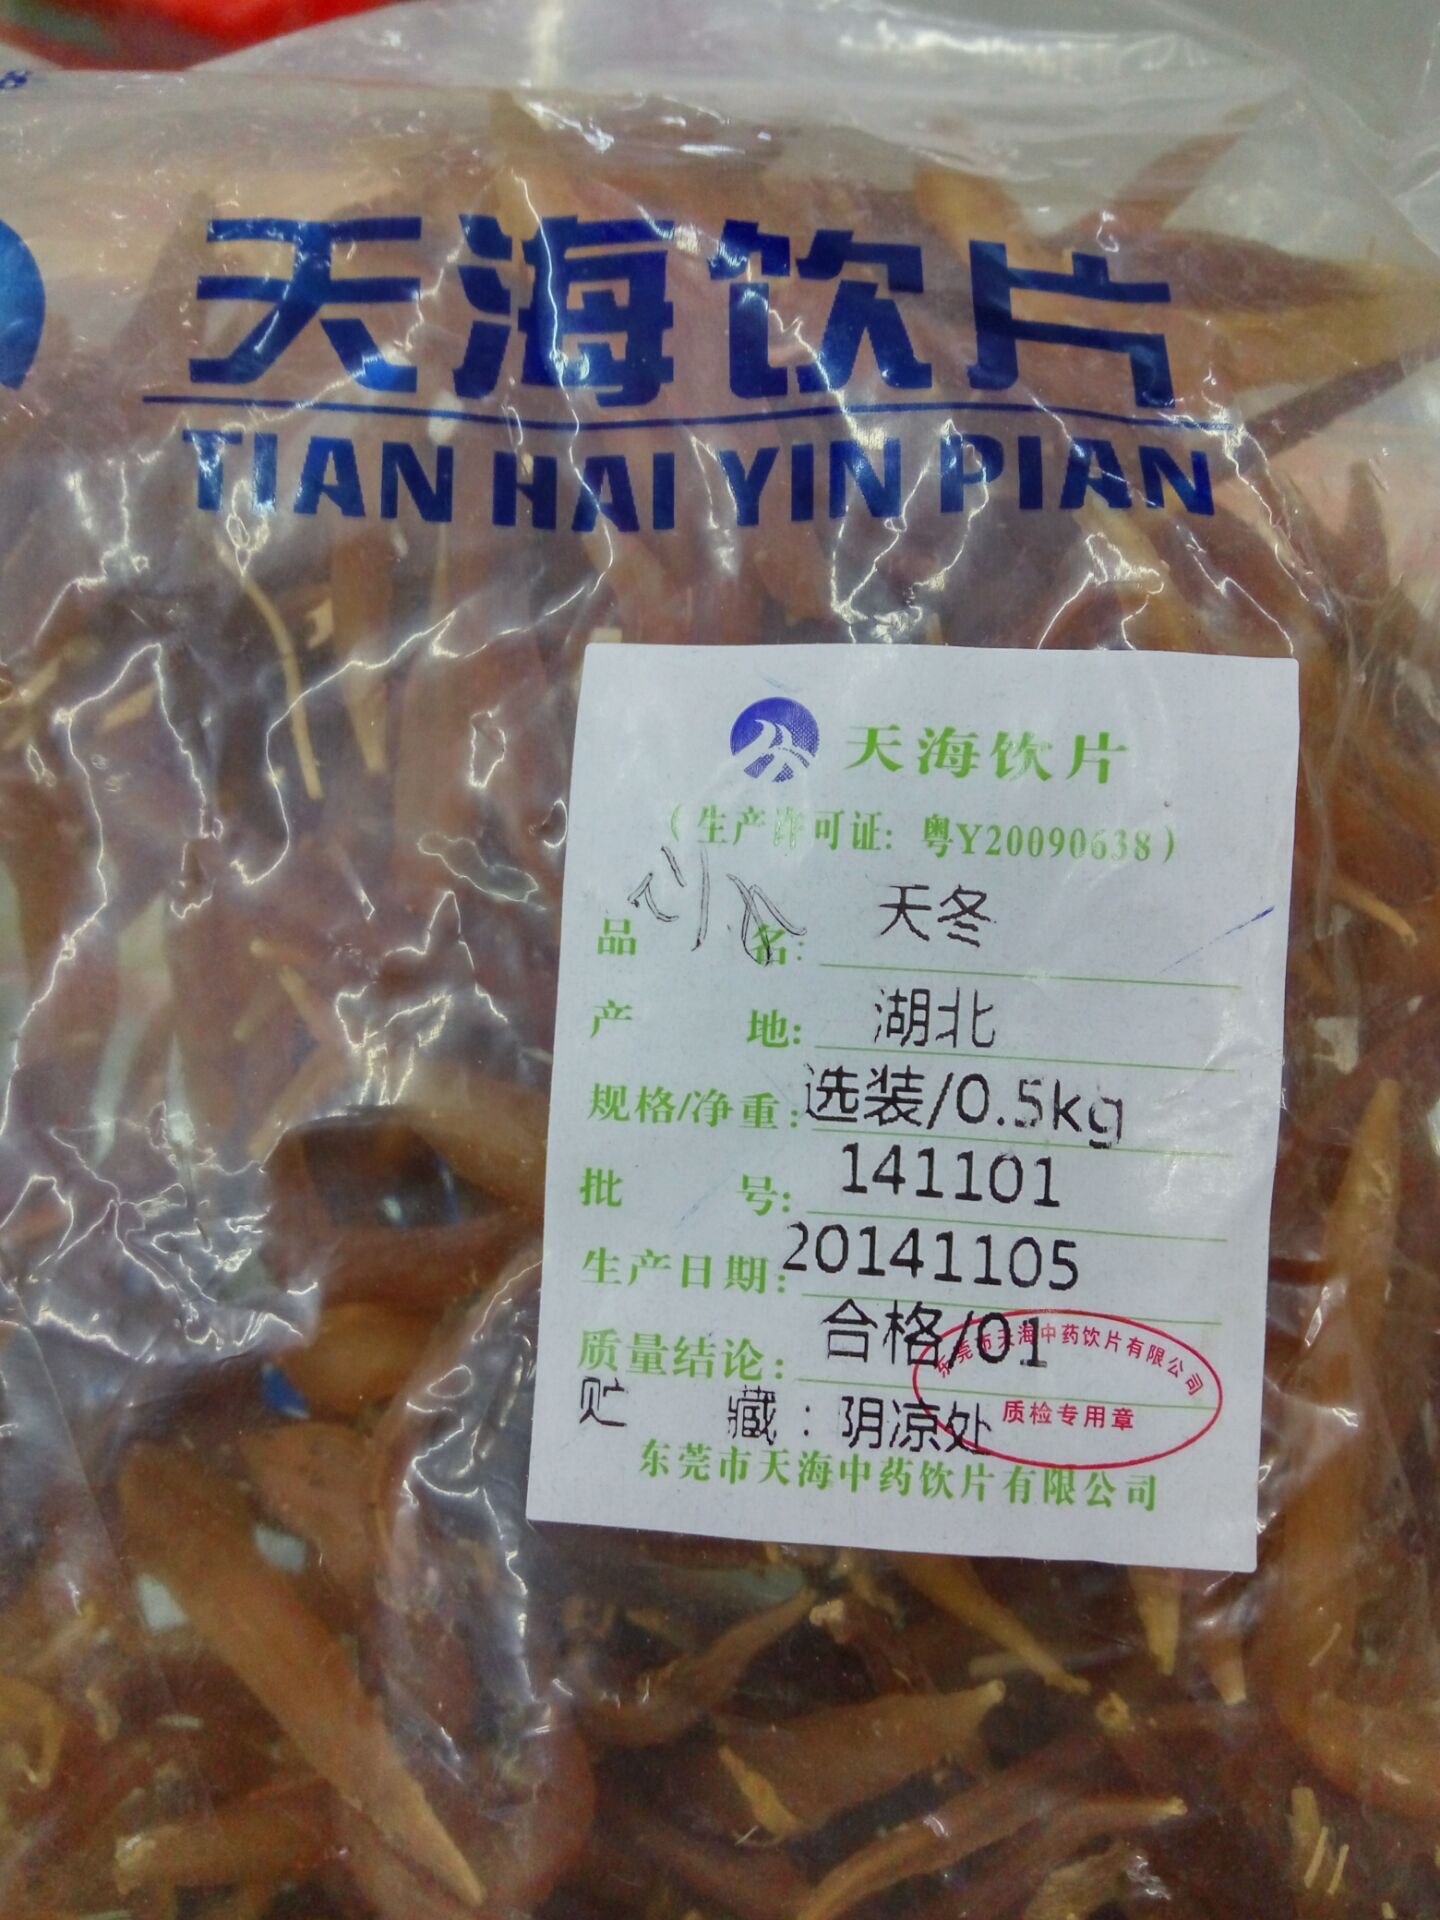 天海饮片
TIAN HAI YIN PIAN
天海饮片
(生产许可证: 粤Y20090638)
品 名: 天冬
产 地: 湖北
规格/净重: 选装/0.5kg
批 号: 141101
生产日期: 20141105
质量结论: 合格/01
贮 藏: 阴凉处
东莞市天海中药饮片有限公司
质检专用章
东莞市天海中药饮片有限公司